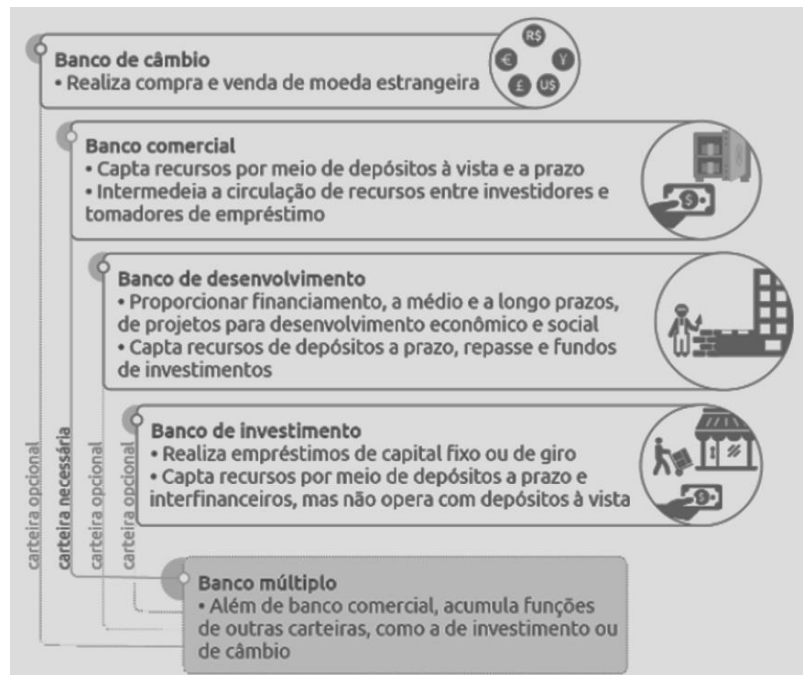 R$
€
¥
£
U$
Banco de câmbio
• Realiza compra e venda de moeda estrangeira
Banco comercial
• Capta recursos por meio de depósitos à vista e a prazo
• Intermedeia a circulação de recursos entre investidores e
tomadores de empréstimo
$
Banco de desenvolvimento
• Proporcionar financiamento, a médio e a longo prazos,
de projetos para desenvolvimento econômico e social
• Capta recursos de depósitos a prazo, repasse e fundos
de investimentos
Banco de investimento
• Realiza empréstimos de capital fixo ou de giro
• Capta recursos por meio de depósitos a prazo e
interfinanceiros, mas não opera com depósitos à vista
$
carteira opcional
carteira necessária
carteira opcional
carteira opcional
Banco múltiplo
• Além de banco comercial, acumula funções
de outras carteiras, como a de investimento ou
de câmbio